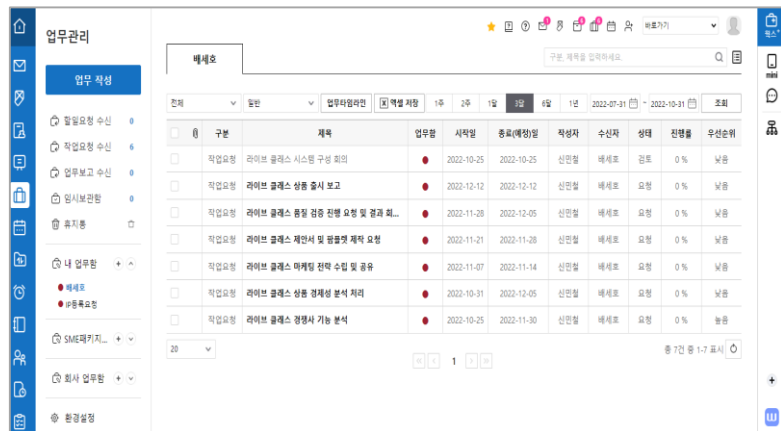 업무관리
바로가기
웍스+
업무 작성
배세호
구분, 제목을 입력하세요
mini
전체 일반 업무타임라인 엑셀 저장 1주 2주 1달 3달 6달 1년 2022-07-31 - 2022-10-31 조회
할일요청 수신 0
작업요청 수신 6
업무보고 수신 0
임시보관함 0
휴지통
내 업무함
배세호
IP등록요청
SME패키지...
회사 업무함
환경설정
구분 제목 업무함 시작일 종료(예정)일 작성자 수신자 상태 진행률 우선순위
작업요청 라이브 클래스 시스템 구성 회의 2022-10-25 2022-10-25 신민철 배세호 검토 0 % 낮음
작업요청 라이브 클래스 상품 출시 보고 2022-12-12 2022-12-12 신민철 배세호 요청 0 % 낮음
작업요청 라이브 클래스 품질 검증 진행 요청 및 결과 회... 2022-11-28 2022-12-05 신민철 배세호 요청 0 % 낮음
작업요청 라이브 클래스 제안서 및 팜플렛 제작 요청 2022-11-21 2022-11-28 신민철 배세호 요청 0 % 낮음
작업요청 라이브 클래스 마케팅 전략 수립 및 공유 2022-11-07 2022-11-14 신민철 배세호 요청 0 % 낮음
작업요청 라이브 클래스 상품 경제성 분석 처리 2022-10-31 2022-12-05 신민철 배세호 요청 0 % 낮음
작업요청 라이브 클래스 경쟁사 기능 분석 2022-10-25 2022-11-30 신민철 배세호 요청 0 % 높음
20
1
총 7건 중 1-7 표시